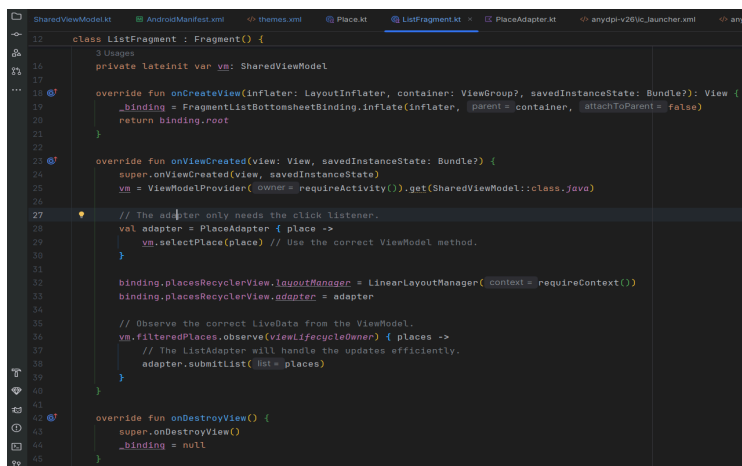 SharedViewModel.kt AndroidManifest.xml themes.xml Place.kt ListFragment.kt PlaceAdapter.kt anydpi-v26\ic_launcher.xml
12 class ListFragment : Fragment() {
3 Usages
16 private lateinit var vm: SharedViewModel
17
18 override fun onCreateView(inflater: LayoutInflater, container: ViewGroup?, savedInstanceState: Bundle?): View {
19 _binding = FragmentListBottomsheetBinding.inflate(inflater, parent = container, attachToParent = false)
20 return binding.root
21 }
22
23 override fun onViewCreated(view: View, savedInstanceState: Bundle?) {
24 super.onViewCreated(view, savedInstanceState)
25 vm = ViewModelProvider( owner = requireActivity()).get(SharedViewModel::class.java)
27 // The adapter only needs the click listener.
28 val adapter = PlaceAdapter { place ->
29 vm.selectPlace(place) // Use the correct ViewModel method.
30 }
31
32 binding.placesRecyclerView.layoutManager = LinearLayoutManager( context = requireContext())
33 binding.placesRecyclerView.adapter = adapter
34
35 // Observe the correct LiveData from the ViewModel.
36 vm.filteredPlaces.observe(viewLifecycleOwner) { places ->
37 // The ListAdapter will handle the updates efficiently.
38 adapter.submitList( list = places)
39 }
40 }
41
42 override fun onDestroyView() {
43 super.onDestroyView()
44 _binding = null
45 }